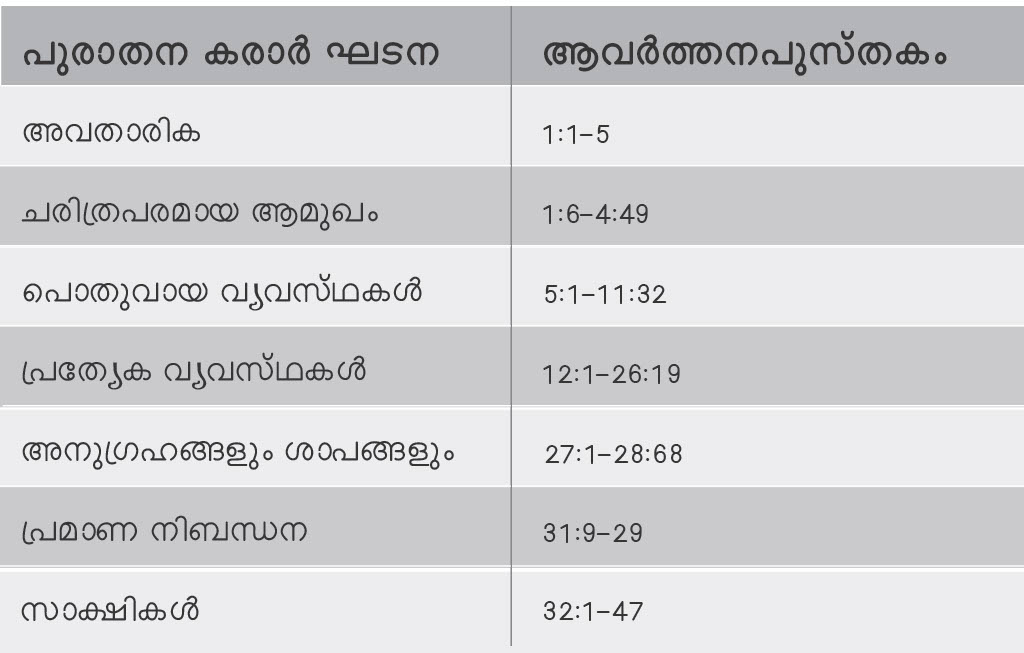 പുരാതന കരാർ ഘടന ആവർത്തനപുസ്തകം
അവതാരിക 1:1–5
ചരിത്രപരമായ ആമുഖം 1:6–4:49
പൊതുവായ വ്യവസ്ഥകൾ 5:1–11:32
പ്രത്യേക വ്യവസ്ഥകൾ 12:1–26:19
അനുഗ്രഹങ്ങളും ശാപങ്ങളും 27:1–28:68
പ്രമാണ നിബന്ധന 31:9–29
സാക്ഷികൾ 32:1–47